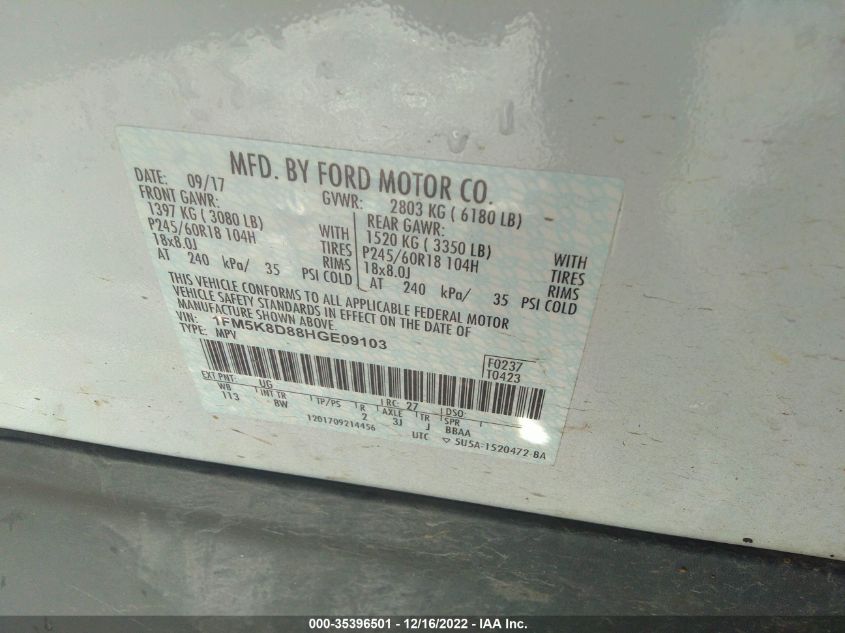 MFD. BY FORD MOTOR CO.
DATE: 09/17 GVWR: 2803 KG ( 6180 LB)
FRONT GAWR: REAR GAWR:
1397 KG ( 3080 LB) WITH 1520 KG ( 3350 LB) WITH
P245/60R18 104H TIRES P245/60R18 104H TIRES
18x8.0J RIMS 18x8.0J RIMS
AT 240 kPa/ 35 PSI COLD AT 240 kPa/ 35 PSI COLD
THIS VEHICLE CONFORMS TO ALL APPLICABLE FEDERAL MOTOR
VEHICLE SAFETY STANDARDS IN EFFECT ON THE DATE OF
MANUFACTURE SHOWN ABOVE.
VIN: 1FM5K8D88HGE09103
TYPE: MPV
F0237
T0423
EXT PNT: UG RC: 27 DSO:
WB INT TR TP/PS R AXLE TR SPR
113 BW 2 3J J BBAA
1201709214456 UTC ▽ 5U5A-1520472-BA
000-35396501 - 12/16/2022 - Copyright © IAA, Inc.